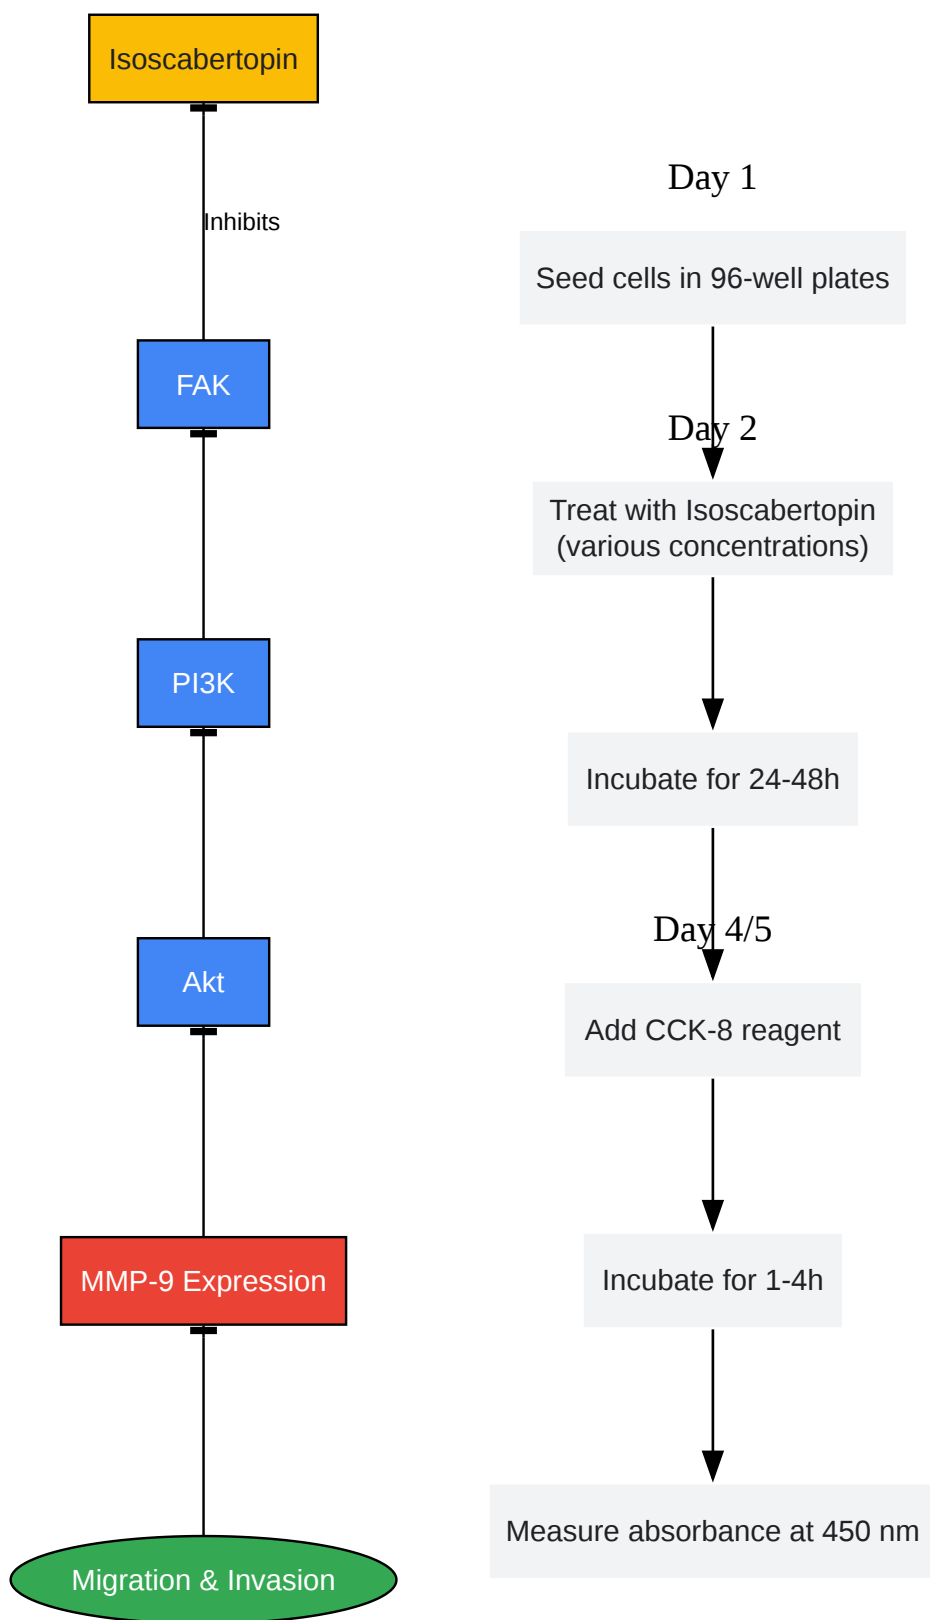 Isoscabertopin
Inhibits
FAK
PI3K
Akt
MMP-9 Expression
Migration & Invasion
Day 1
Seed cells in 96-well plates
Day 2
Treat with Isoscabertopin
(various concentrations)
Incubate for 24-48h
Day 4/5
Add CCK-8 reagent
Incubate for 1-4h
Measure absorbance at 450 nm